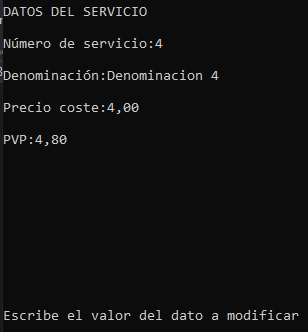 DATOS DEL SERVICIO
Número de servicio:4
Denominación:Denominacion 4
Precio coste:4,00
PVP:4,80
Escribe el valor del dato a modificar